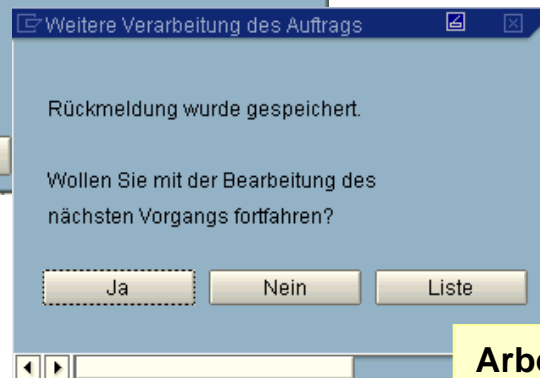 Weitere Verarbeitung des Auftrags
Rückmeldung wurde gespeichert.
Wollen Sie mit der Bearbeitung des
nächsten Vorgangs fortfahren?
Ja Nein Liste